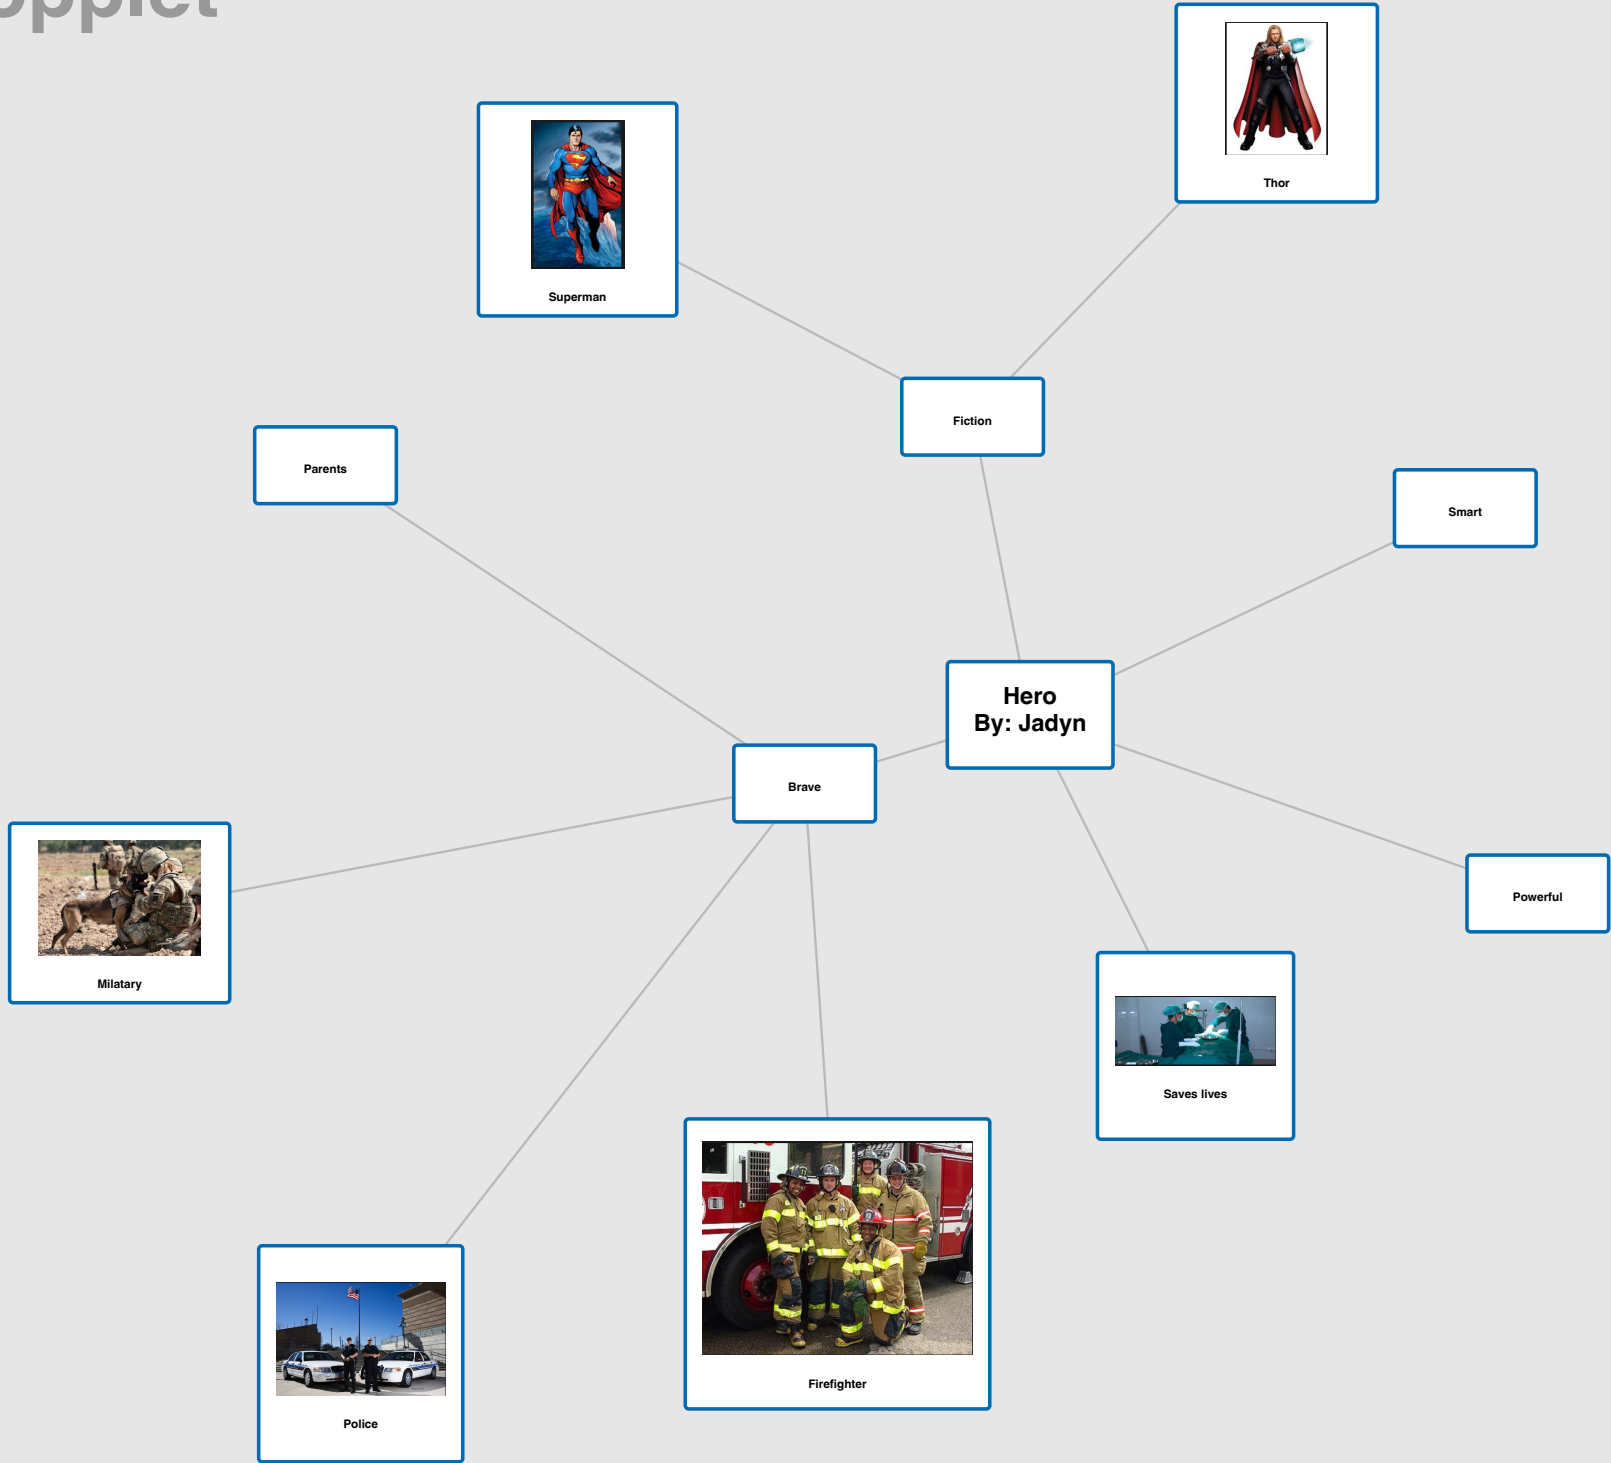 Thor
Superman
Fiction
Parents
Smart
Hero
By: Jadyn
Brave
Powerful
Milatary
Saves lives
Firefighter
Police